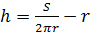 h = s/(2πr) − r